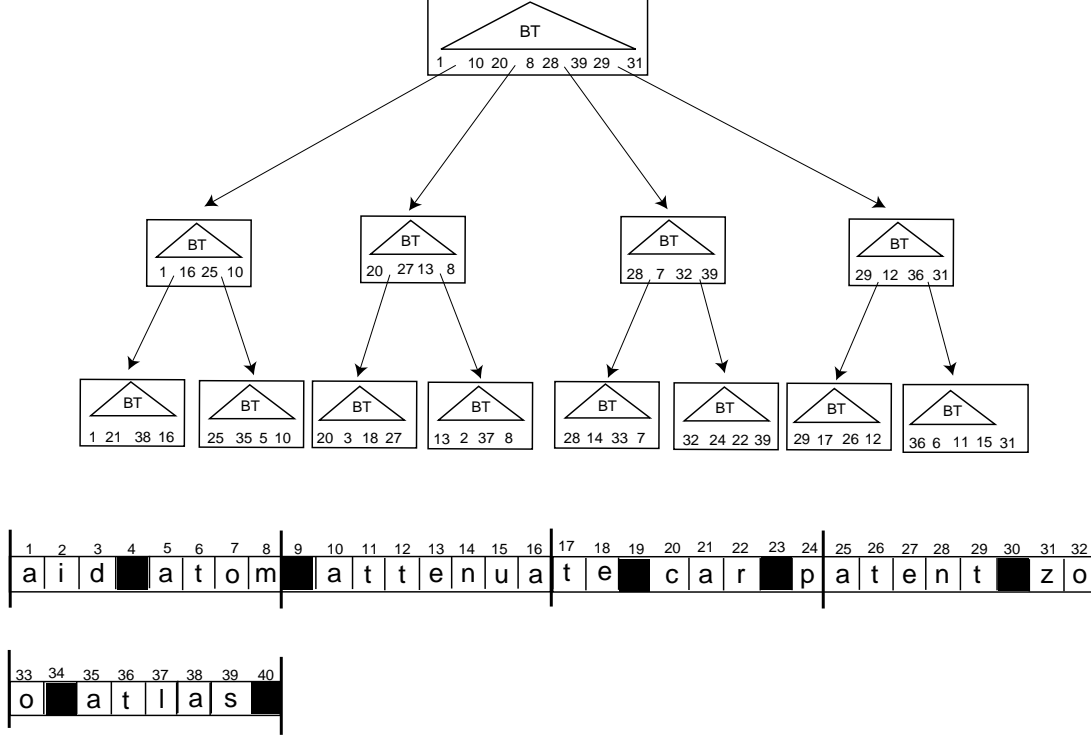 BT
1 10 20 8 28 39 29 31
BT BT BT BT
1 16 25 10 20 27 13 8 28 7 32 39 29 12 36 31
BT BT BT BT BT BT BT BT
1 21 38 16 25 35 5 10 20 3 18 27 13 2 37 8 28 14 33 7 32 24 22 39 29 17 26 12 36 6 11 15 31
1 2 3 4 5 6 7 8 9 10 11 12 13 14 15 16 17 18 19 20 21 22 23 24 25 26 27 28 29 30 31 32
a i d a t o m a t t e n u a t e c a r p a t e n t z o
33 34 35 36 37 38 39 40
o a t l a s